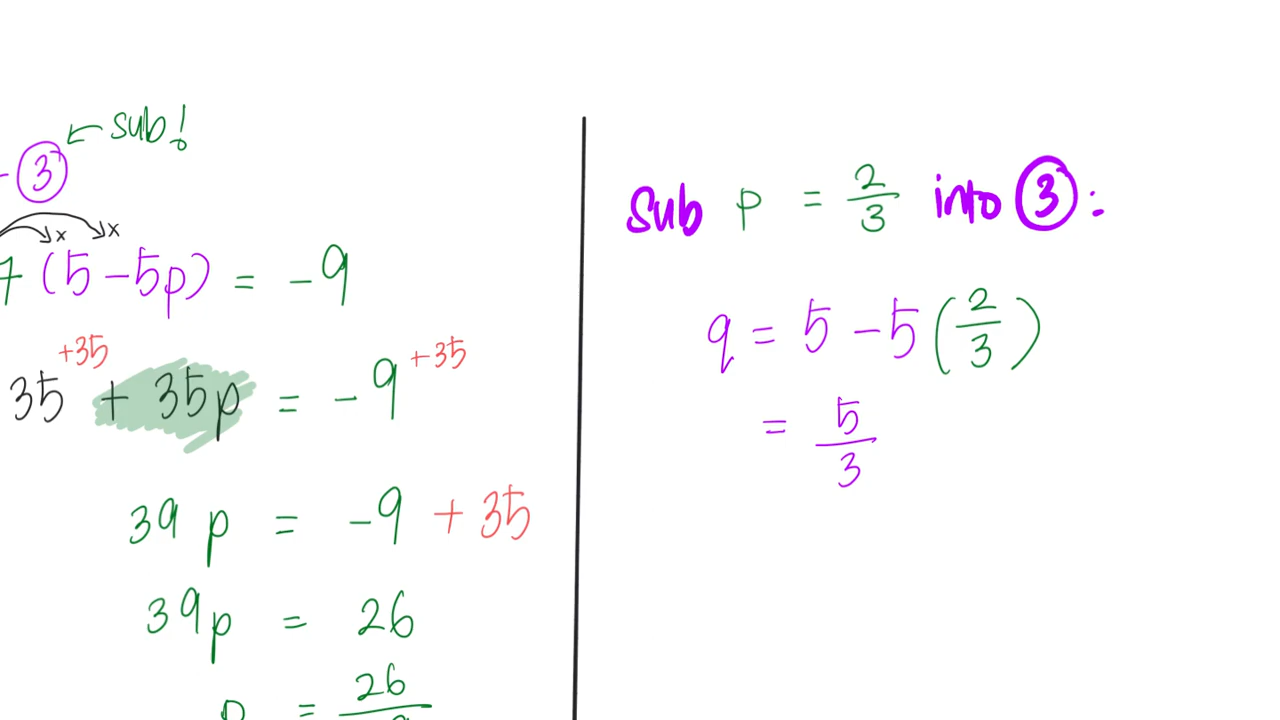 ← sub!
- ③
x x
7 (5 - 5p) = -9
+35 +35
35 + 35p = -9
39 p = -9 + 35
39p = 26
p = 26
Sub p = 2/3 into ③ :
q = 5 - 5 (2/3)
= 5/3